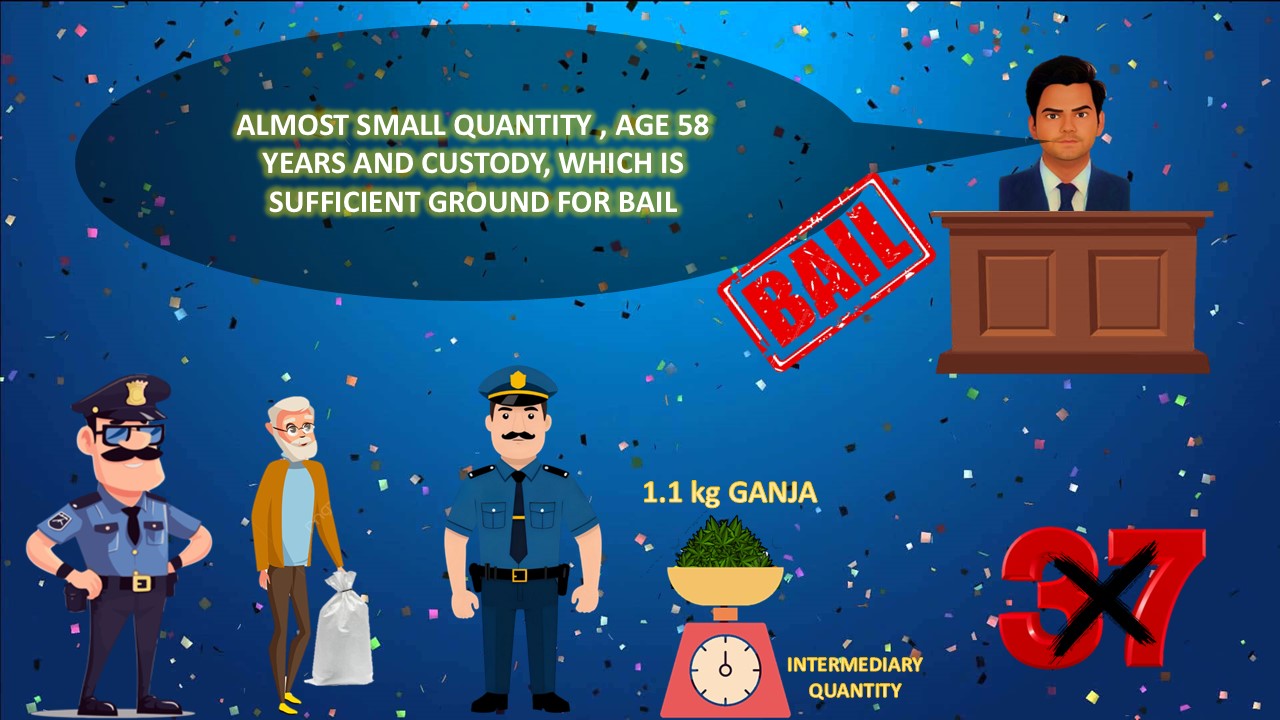 ALMOST SMALL QUANTITY , AGE 58
YEARS AND CUSTODY, WHICH IS
SUFFICIENT GROUND FOR BAIL
BAIL
1.1 kg GANJA
37
INTERMEDIARY
QUANTITY